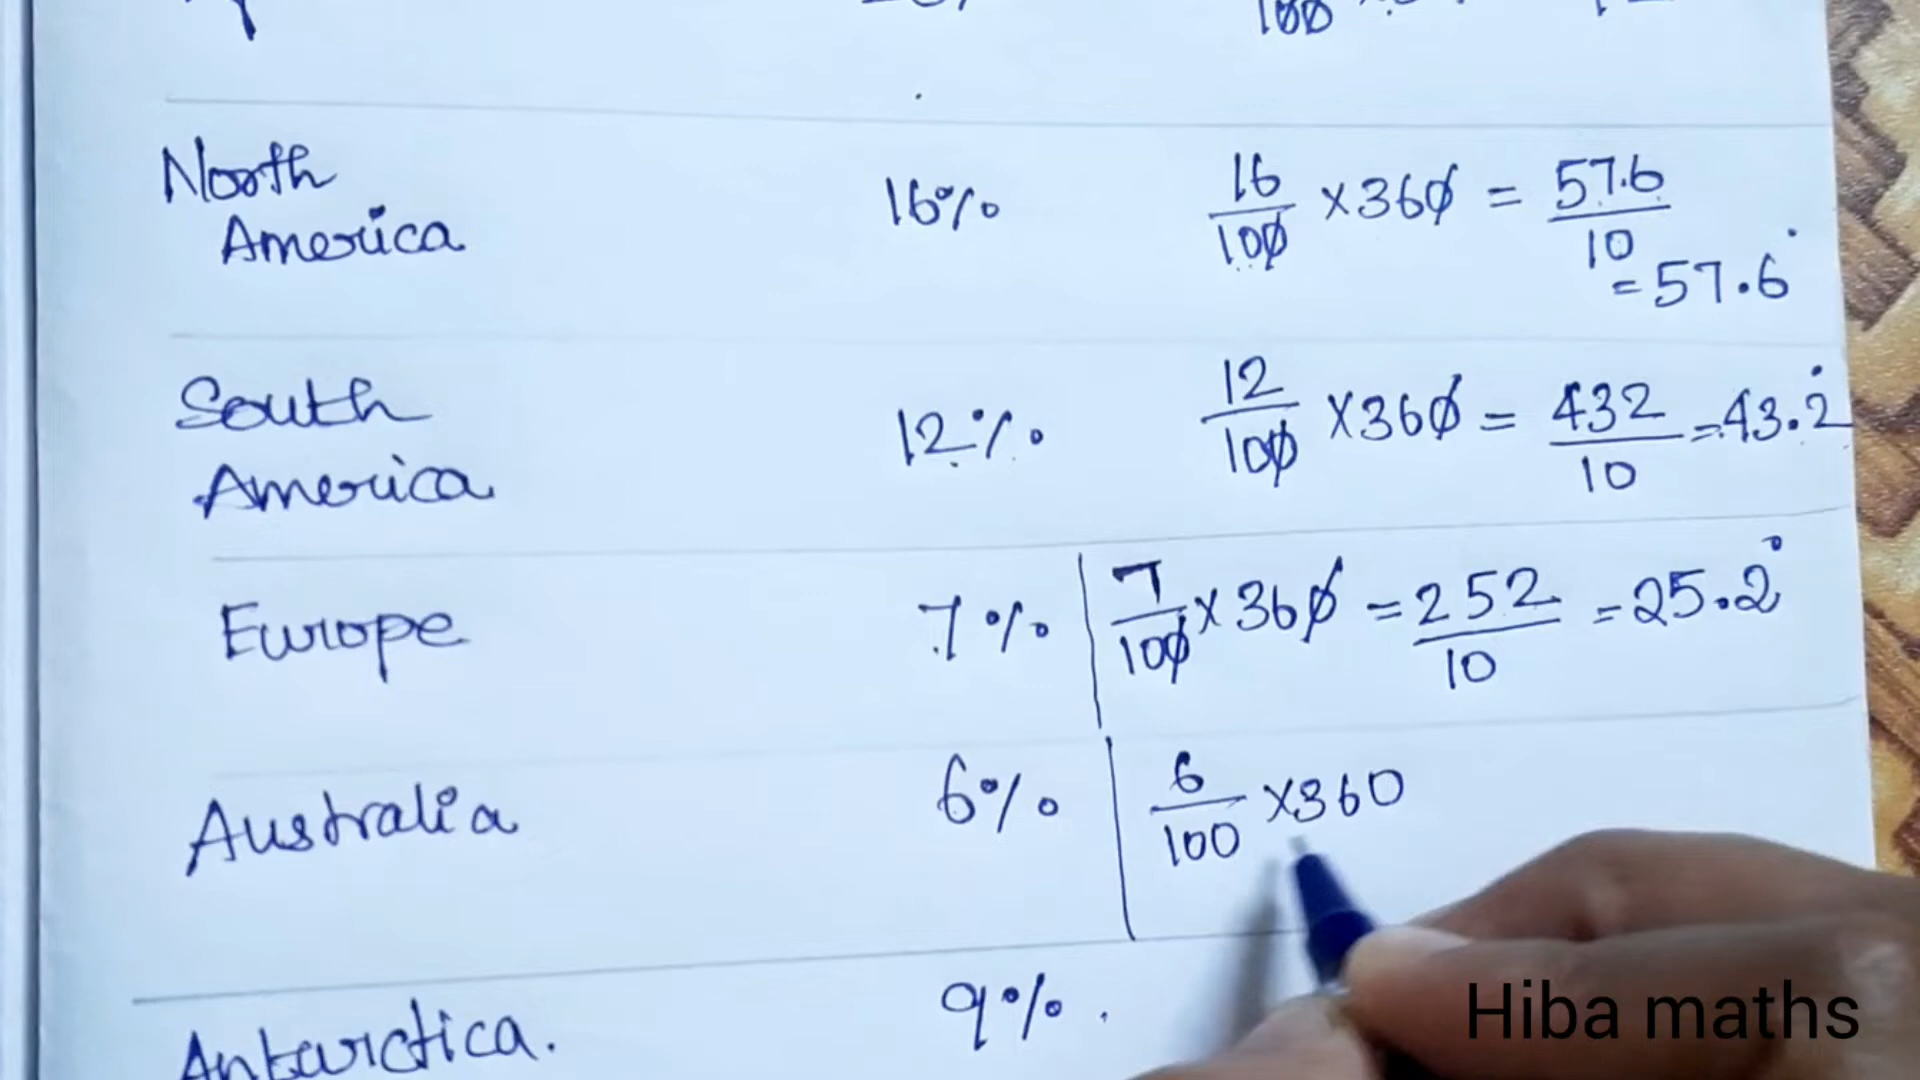 100
North 16% 16/100 ×360 = 57.6/10
America = 57.6°
South 12% 12/100 ×360 = 432/10 = 43.2°
America
Europe 7% 7/100 ×360 = 252/10 = 25.2°
Australia 6% 6/100 ×360
Antarctica. 9%.
Hiba maths